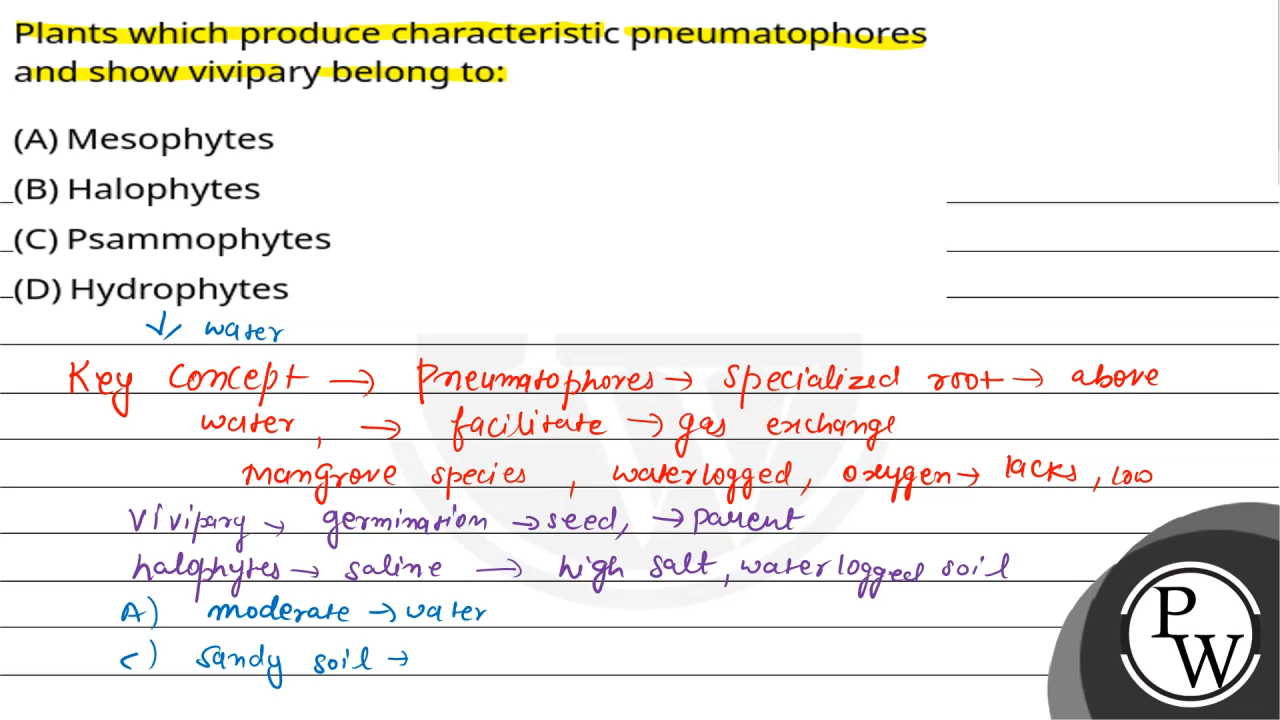 Plants which produce characteristic pneumatophores
and show vivipary belong to:
(A) Mesophytes
(B) Halophytes
(C) Psammophytes
(D) Hydrophytes
↓ water
Key concept → Pneumatophores → specialized root → above
water, → facilitate → gas exchange
mangrove species, waterlogged, oxygen → lacks, low
Vivipary → germination → seed, → parent
halophytes → saline → high salt, waterlogged soil
A) moderate → water
C) sandy soil →
P
W